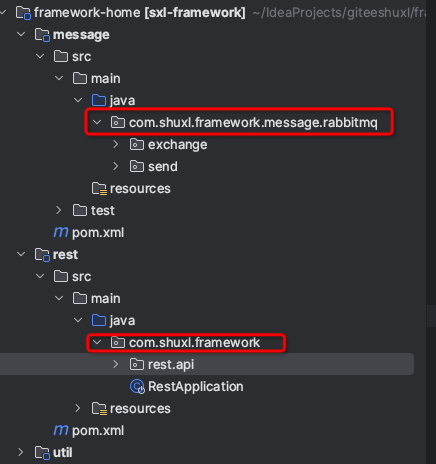 framework-home [sxl-framework] ~/IdeaProjects/giteeshuxl/fra
message
src
main
java
com.shuxl.framework.message.rabbitmq
exchange
send
resources
test
pom.xml
rest
src
main
java
com.shuxl.framework
rest.api
RestApplication
resources
pom.xml
util